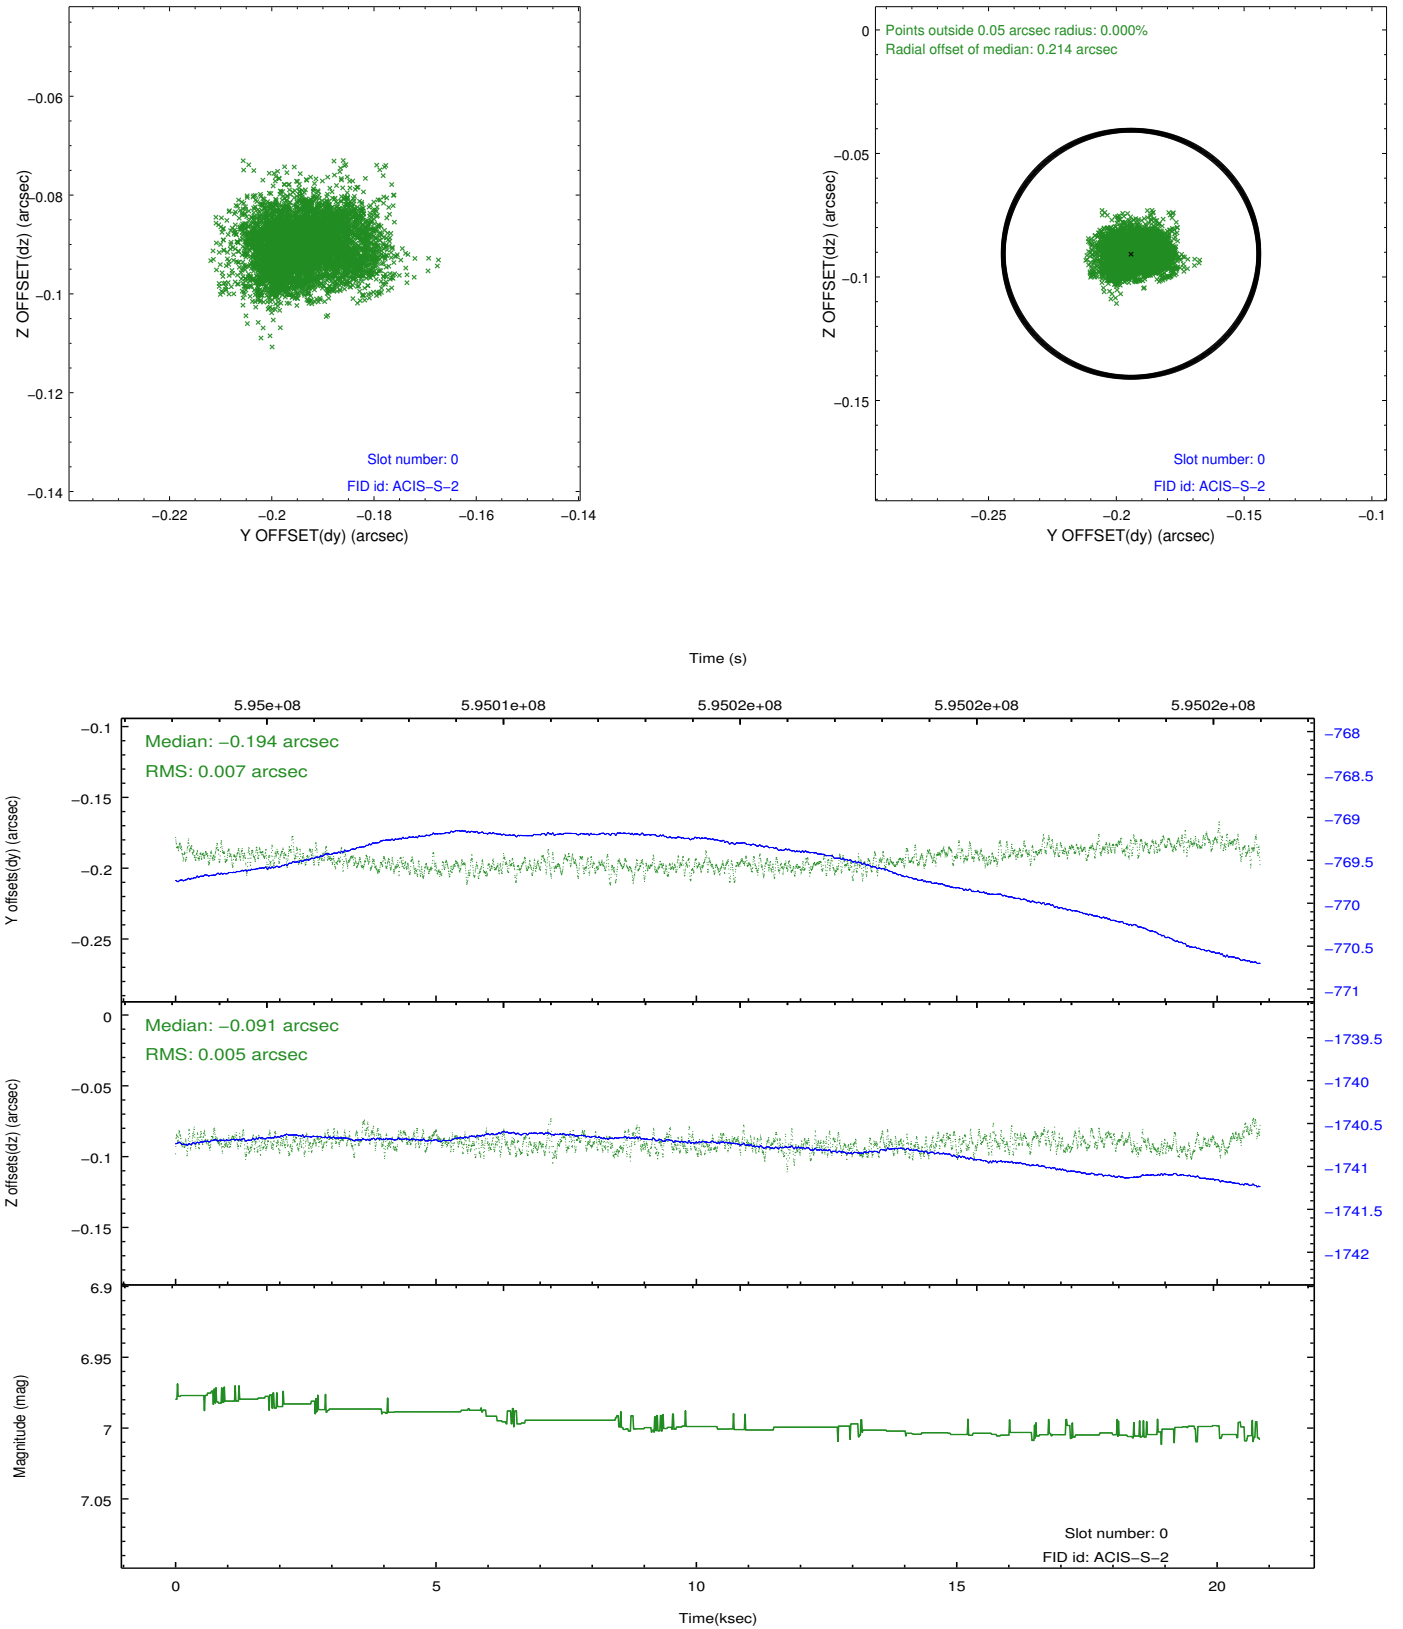 −0.06
−0.08
−0.1
−0.12
−0.14
Z OFFSET(dz) (arcsec)
Slot number: 0
FID id: ACIS−S−2
−0.22
−0.2
−0.18
−0.16
−0.14
Y OFFSET(dy) (arcsec)
Points outside 0.05 arcsec radius: 0.000%
Radial offset of median: 0.214 arcsec
0
−0.05
−0.1
−0.15
Z OFFSET(dz) (arcsec)
Slot number: 0
FID id: ACIS−S−2
−0.25
−0.2
−0.15
−0.1
Y OFFSET(dy) (arcsec)
Time (s)
5.95e+08
5.9501e+08
5.9502e+08
5.9502e+08
5.9502e+08
Median: −0.194 arcsec
RMS: 0.007 arcsec
−0.1
−0.15
−0.2
−0.25
Y offsets(dy) (arcsec)
−768
−768.5
−769
−769.5
−770
−770.5
−771
Median: −0.091 arcsec
RMS: 0.005 arcsec
0
−0.05
−0.1
−0.15
Z offsets(dz) (arcsec)
−1739.5
−1740
−1740.5
−1741
−1741.5
−1742
6.9
6.95
7
7.05
Magnitude (mag)
Slot number: 0
FID id: ACIS−S−2
0
5
10
15
20
Time(ksec)